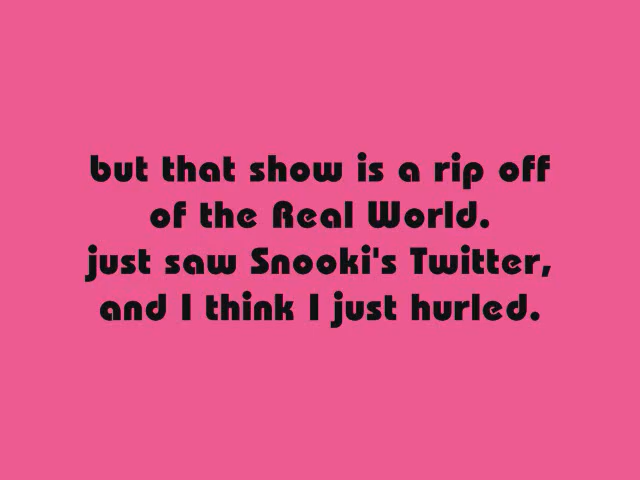 but that show is a rip off
of the Real World.
just saw Snooki's Twitter,
and I think I just hurled.